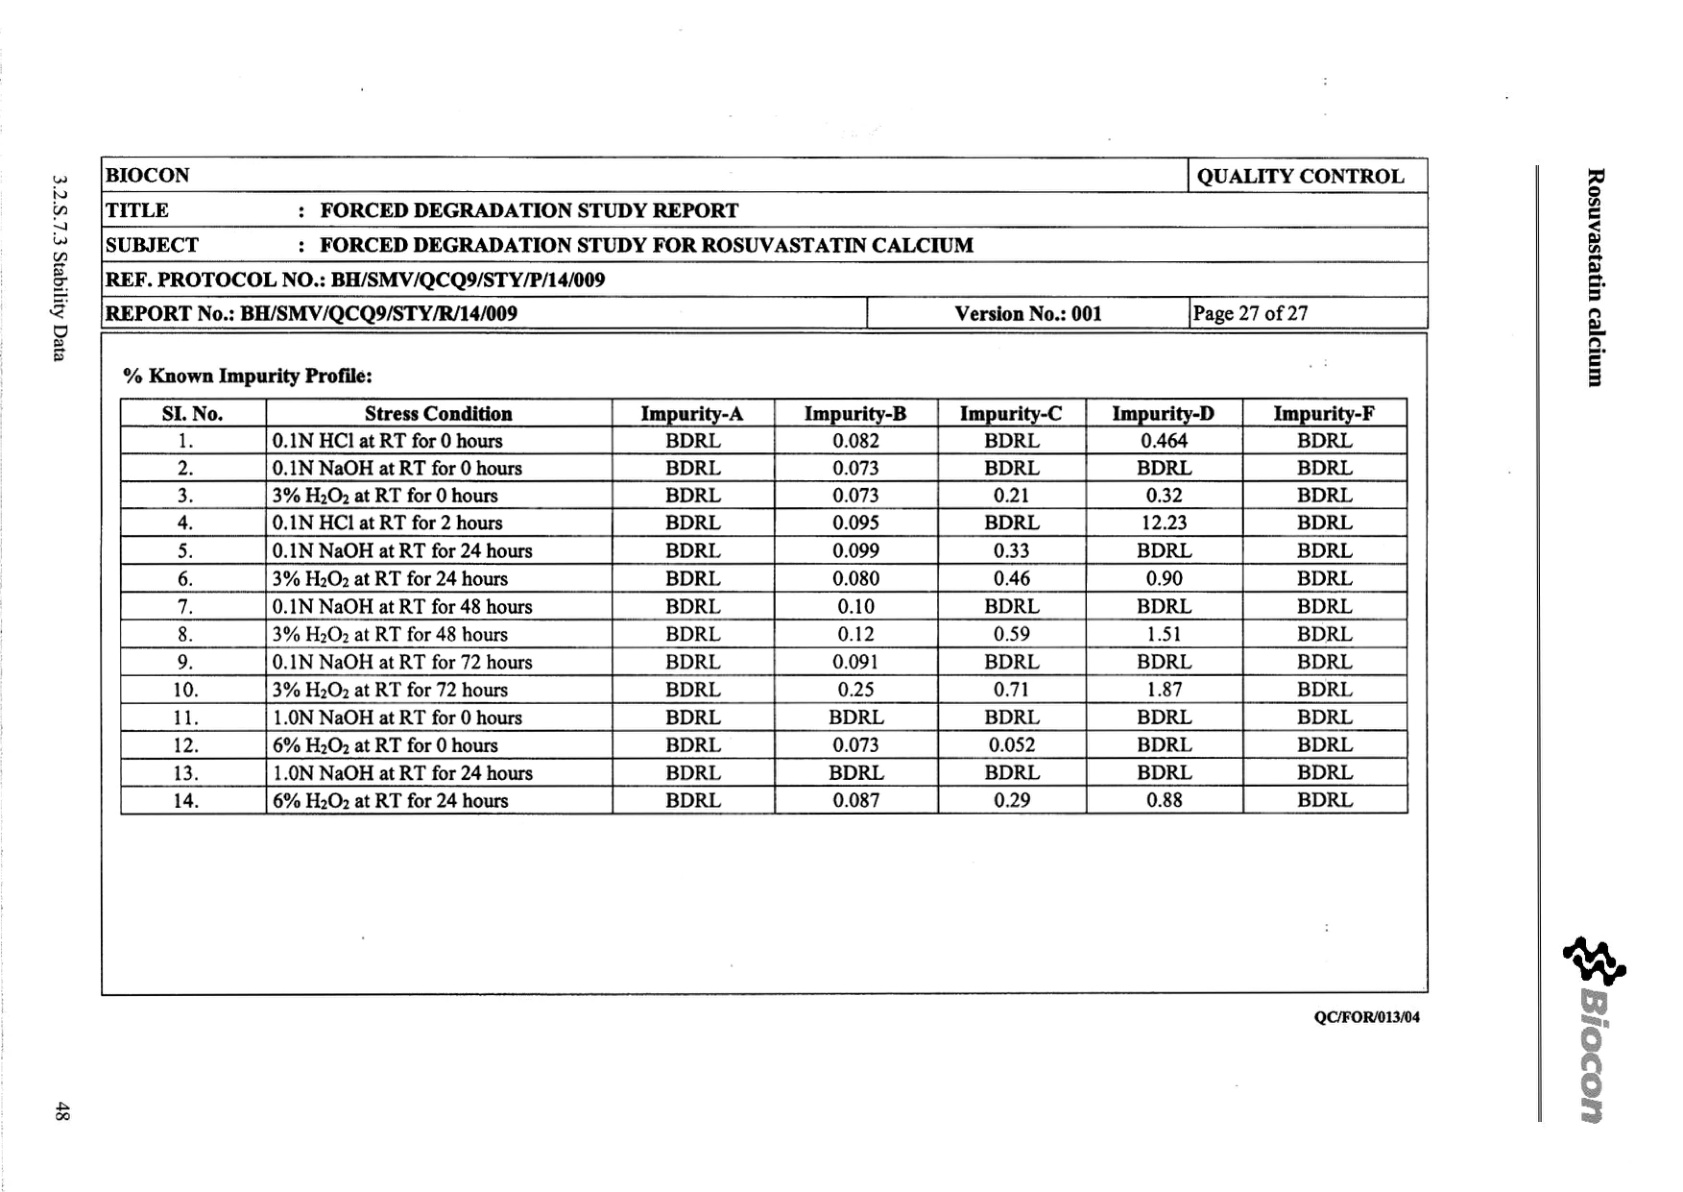 BIOCON QUALITY CONTROL
TITLE : FORCED DEGRADATION STUDY REPORT
SUBJECT : FORCED DEGRADATION STUDY FOR ROSUVASTATIN CALCIUM
REF. PROTOCOL NO.: BH/SMV/QCQ9/STY/P/14/009
REPORT No.: BH/SMV/QCQ9/STY/R/14/009 Version No.: 001 Page 27 of 27
% Known Impurity Profile:
SI. No. Stress Condition Impurity-A Impurity-B Impurity-C Impurity-D Impurity-F
1. 0.1N HCl at RT for 0 hours BDRL 0.082 BDRL 0.464 BDRL
2. 0.1N NaOH at RT for 0 hours BDRL 0.073 BDRL BDRL BDRL
3. 3% H₂O₂ at RT for 0 hours BDRL 0.073 0.21 0.32 BDRL
4. 0.1N HCl at RT for 2 hours BDRL 0.095 BDRL 12.23 BDRL
5. 0.1N NaOH at RT for 24 hours BDRL 0.099 0.33 BDRL BDRL
6. 3% H₂O₂ at RT for 24 hours BDRL 0.080 0.46 0.90 BDRL
7. 0.1N NaOH at RT for 48 hours BDRL 0.10 BDRL BDRL BDRL
8. 3% H₂O₂ at RT for 48 hours BDRL 0.12 0.59 1.51 BDRL
9. 0.1N NaOH at RT for 72 hours BDRL 0.091 BDRL BDRL BDRL
10. 3% H₂O₂ at RT for 72 hours BDRL 0.25 0.71 1.87 BDRL
11. 1.0N NaOH at RT for 0 hours BDRL BDRL BDRL BDRL BDRL
12. 6% H₂O₂ at RT for 0 hours BDRL 0.073 0.052 BDRL BDRL
13. 1.0N NaOH at RT for 24 hours BDRL BDRL BDRL BDRL BDRL
14. 6% H₂O₂ at RT for 24 hours BDRL 0.087 0.29 0.88 BDRL
QC/FOR/013/04
Rosuvastatin calcium
Biocon
3.2.S.7.3 Stability Data
48